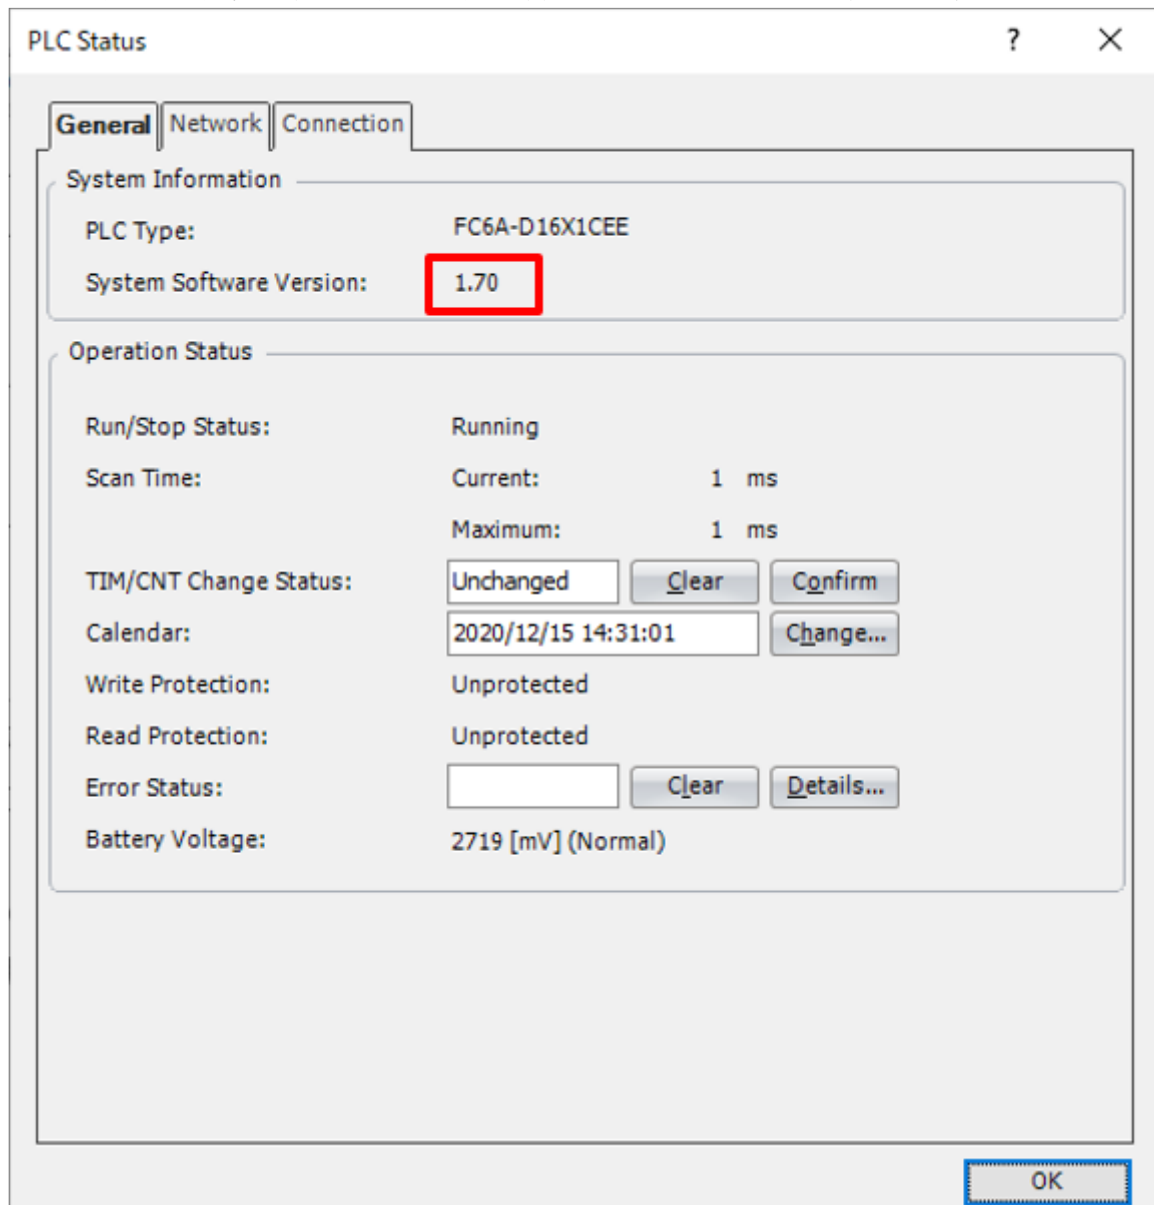 PLC Status ?
General Network Connection
System Information
PLC Type: FC6A-D16X1CEE
System Software Version: 1.70
Operation Status
Run/Stop Status: Running
Scan Time: Current: 1 ms
Maximum: 1 ms
TIM/CNT Change Status: Unchanged Clear Confirm
Calendar: 2020/12/15 14:31:01 Change...
Write Protection: Unprotected
Read Protection: Unprotected
Error Status: Clear Details...
Battery Voltage: 2719 [mV] (Normal)
OK